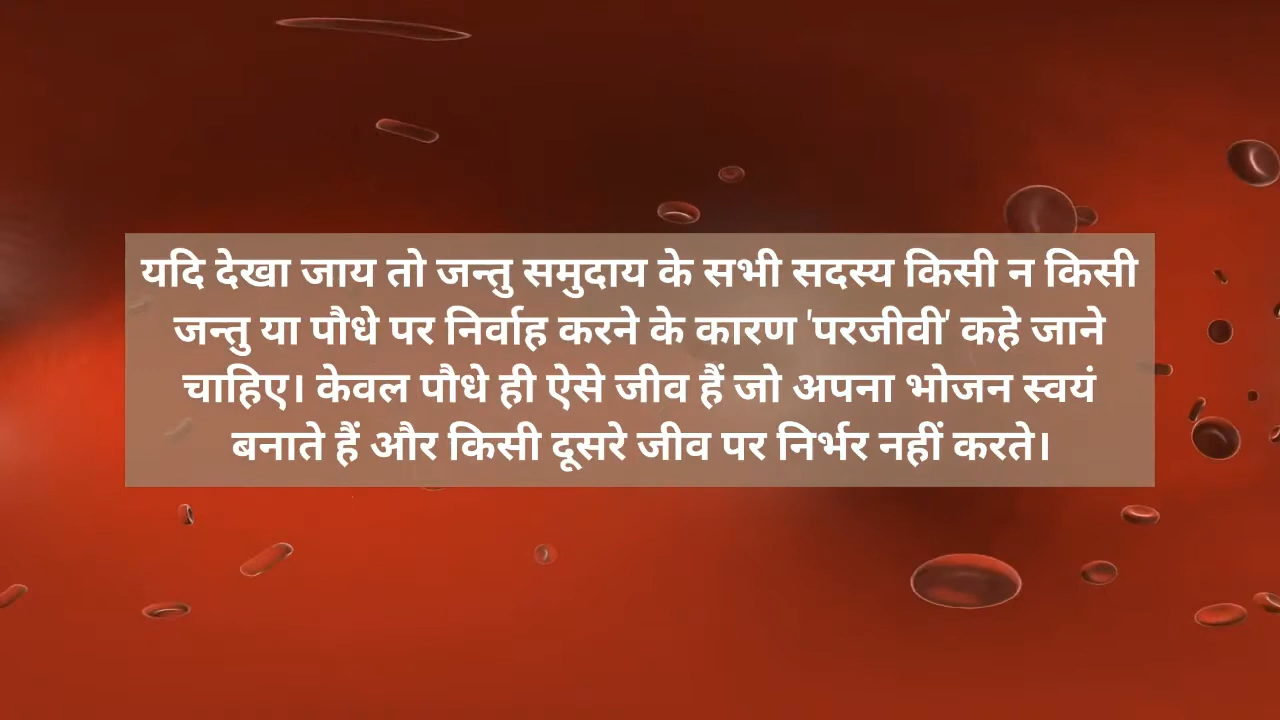 यदि देखा जाय तो जन्तु समुदाय के सभी सदस्य किसी न किसी
जन्तु या पौधे पर निर्वाह करने के कारण 'परजीवी' कहे जाने
चाहिए। केवल पौधे ही ऐसे जीव हैं जो अपना भोजन स्वयं
बनाते हैं और किसी दूसरे जीव पर निर्भर नहीं करते।